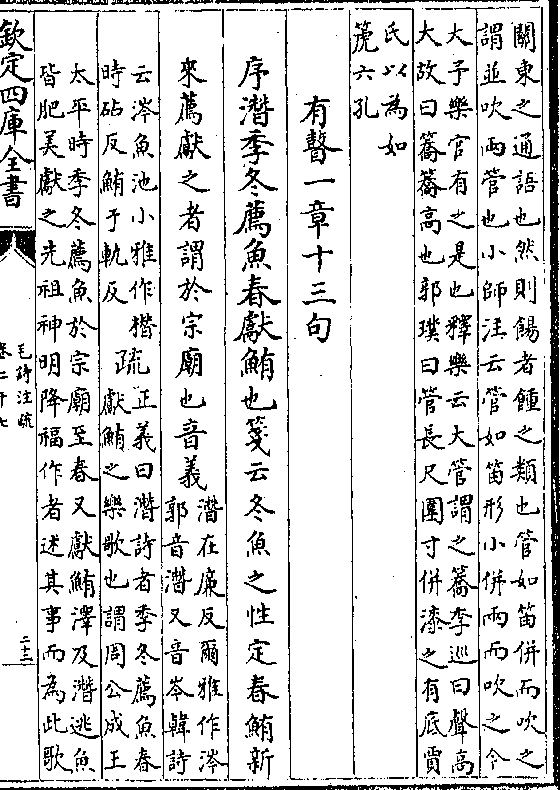 關東之通語也然則餳者餹之類也管如笛併而吹之
謂並吹兩管也小師注云管如笛形小併兩而吹之今
大予樂官有之是也釋樂云大管謂之簥李巡曰聲高
大故曰簥簥高也郭璞曰管長尺圍寸併漆之有底賈
氏以為如
箎六孔
有瞽一章十三句
序潛季冬薦魚春獻鮪也箋云冬魚之性定春鮪新
來薦獻之者謂於宗廟也音義
潛在廉反爾雅作涔
郭音潛又音岑韓詩
云涔魚池小雅作橬
時砧反鮪于軌反
疏
正義曰潛詩者季冬薦魚春
獻鮪之樂歌也謂周公成王
太平時季冬薦魚於宗廟至春又獻鮪澤及潛逃魚
皆肥美獻之先祖神明降福作者述其事而為此歌
欽定四庫全書
毛詩注疏
卷二十七
二十二